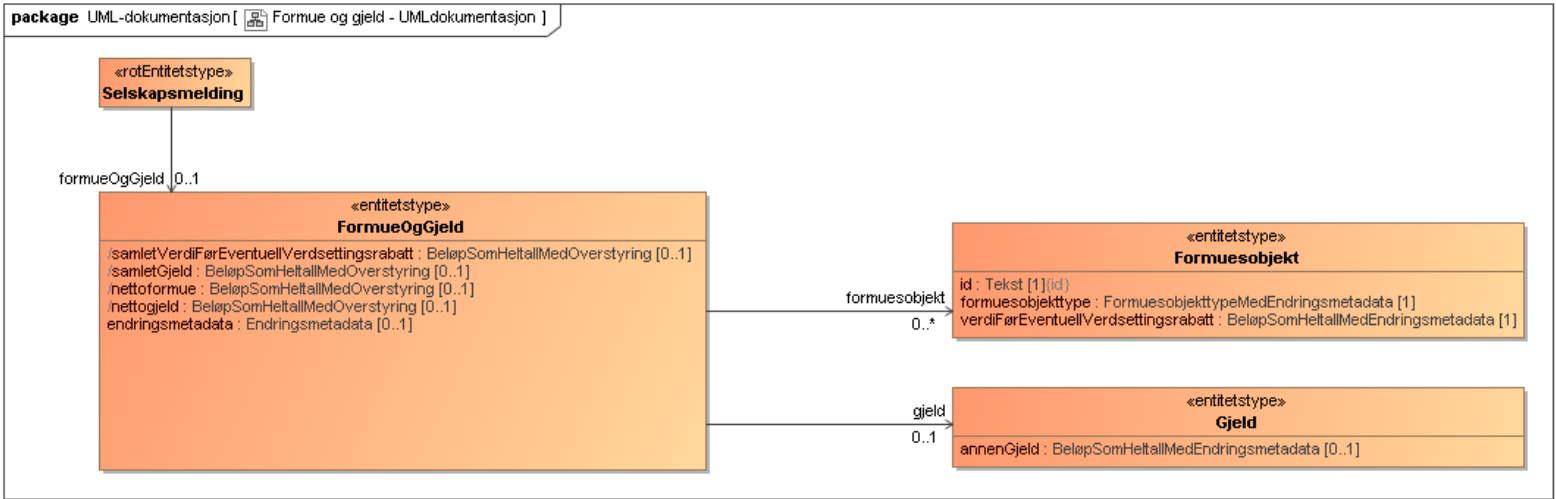 package UML-dokumentasjon [ Formue og gjeld - UMLdokumentasjon ]
«rotEntitetstype»
Selskapsmelding
formueOgGjeld 0..1
«entitetstype»
FormueOgGjeld
/samletVerdiFørEventuellVerdsettingsrabatt : BeløpSomHeltallMedOverstyring [0..1]
/samletGjeld : BeløpSomHeltallMedOverstyring [0..1]
/nettoformue : BeløpSomHeltallMedOverstyring [0..1]
/nettogjeld : BeløpSomHeltallMedOverstyring [0..1]
endringsmetadata : Endringsmetadata [0..1]
formuesobjekt
0..*
«entitetstype»
Formuesobjekt
id : Tekst [1]{id}
formuesobjekttype : FormuesobjekttypeMedEndringsmetadata [1]
verdiFørEventuellVerdsettingsrabatt : BeløpSomHeltallMedEndringsmetadata [1]
gjeld
0..1
«entitetstype»
Gjeld
annenGjeld : BeløpSomHeltallMedEndringsmetadata [0..1]